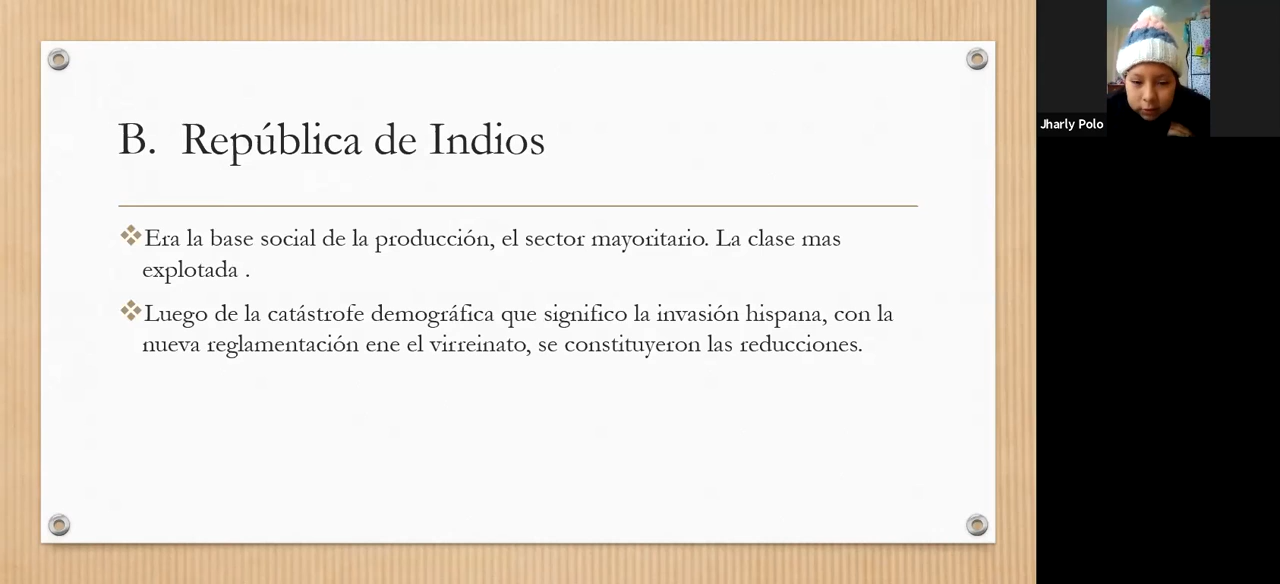 B. República de Indios
Era la base social de la producción, el sector mayoritario. La clase mas
explotada .
Luego de la catástrofe demográfica que significo la invasión hispana, con la
nueva reglamentación ene el virreinato, se constituyeron las reducciones.
Jharly Polo